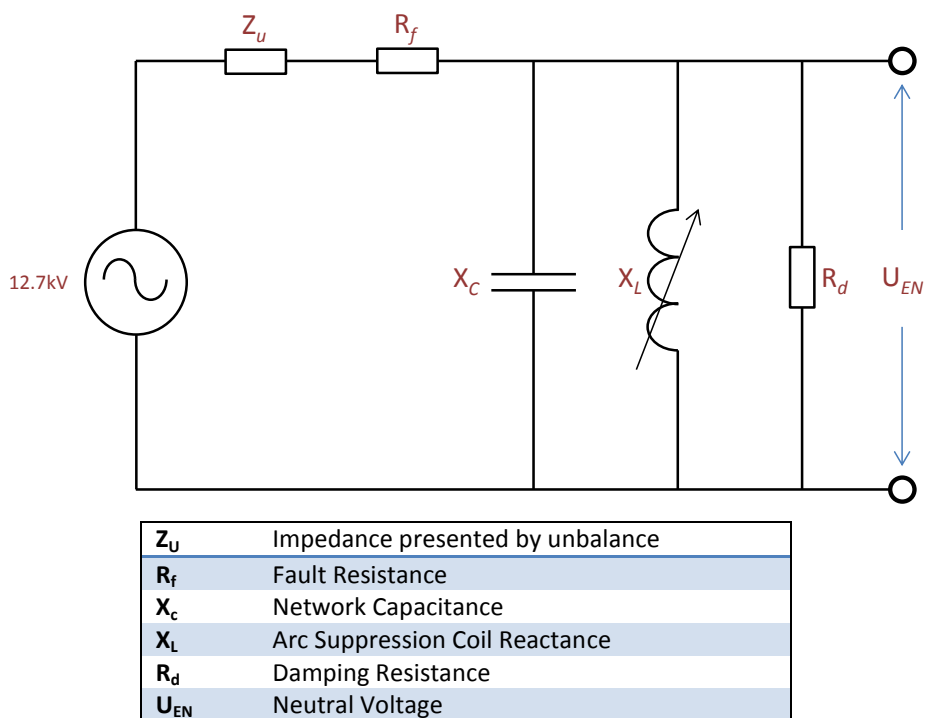 Zu Rf
12.7kV XC XL Rd UEN
ZU Impedance presented by unbalance
Rf Fault Resistance
Xc Network Capacitance
XL Arc Suppression Coil Reactance
Rd Damping Resistance
UEN Neutral Voltage